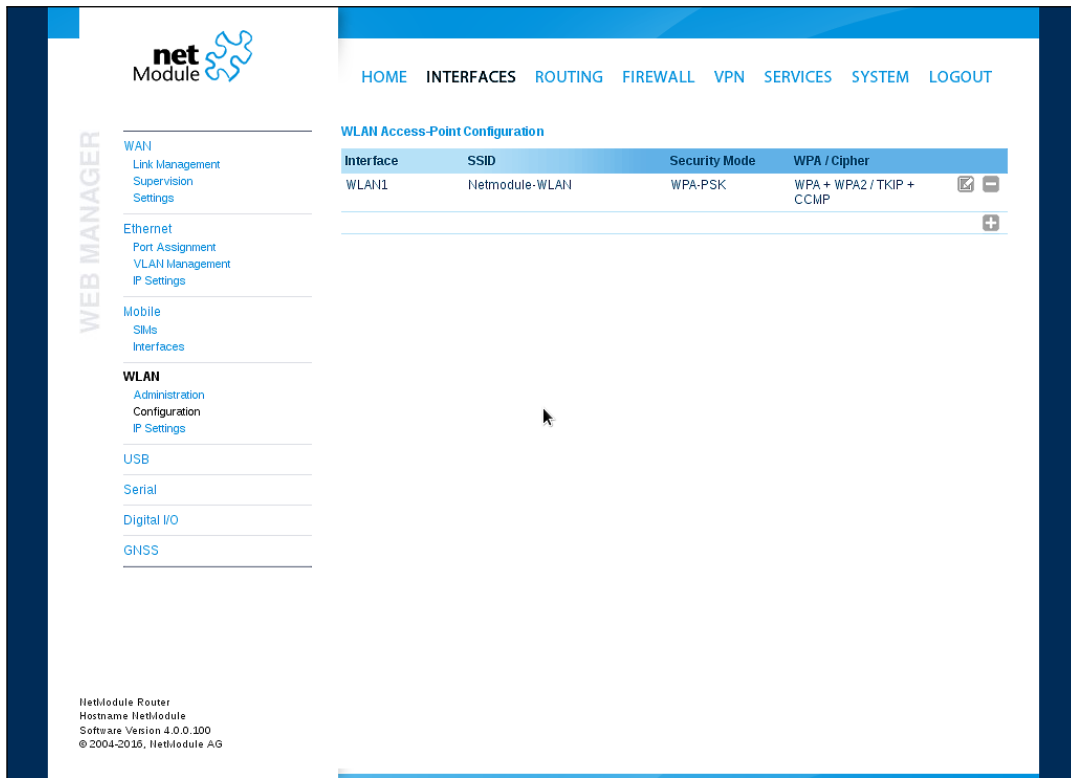 net
Module
HOME INTERFACES ROUTING FIREWALL VPN SERVICES SYSTEM LOGOUT
WEB MANAGER
WAN
Link Management
Supervision
Settings
Ethernet
Port Assignment
VLAN Management
IP Settings
Mobile
SIMs
Interfaces
WLAN
Administration
Configuration
IP Settings
USB
Serial
Digital I/O
GNSS
WLAN Access-Point Configuration
Interface SSID Security Mode WPA / Cipher
WLAN1 Netmodule-WLAN WPA-PSK WPA + WPA2 / TKIP +
CCMP
NetModule Router
Hostname NetModule
Software Version 4.0.0.100
© 2004-2016, NetModule AG